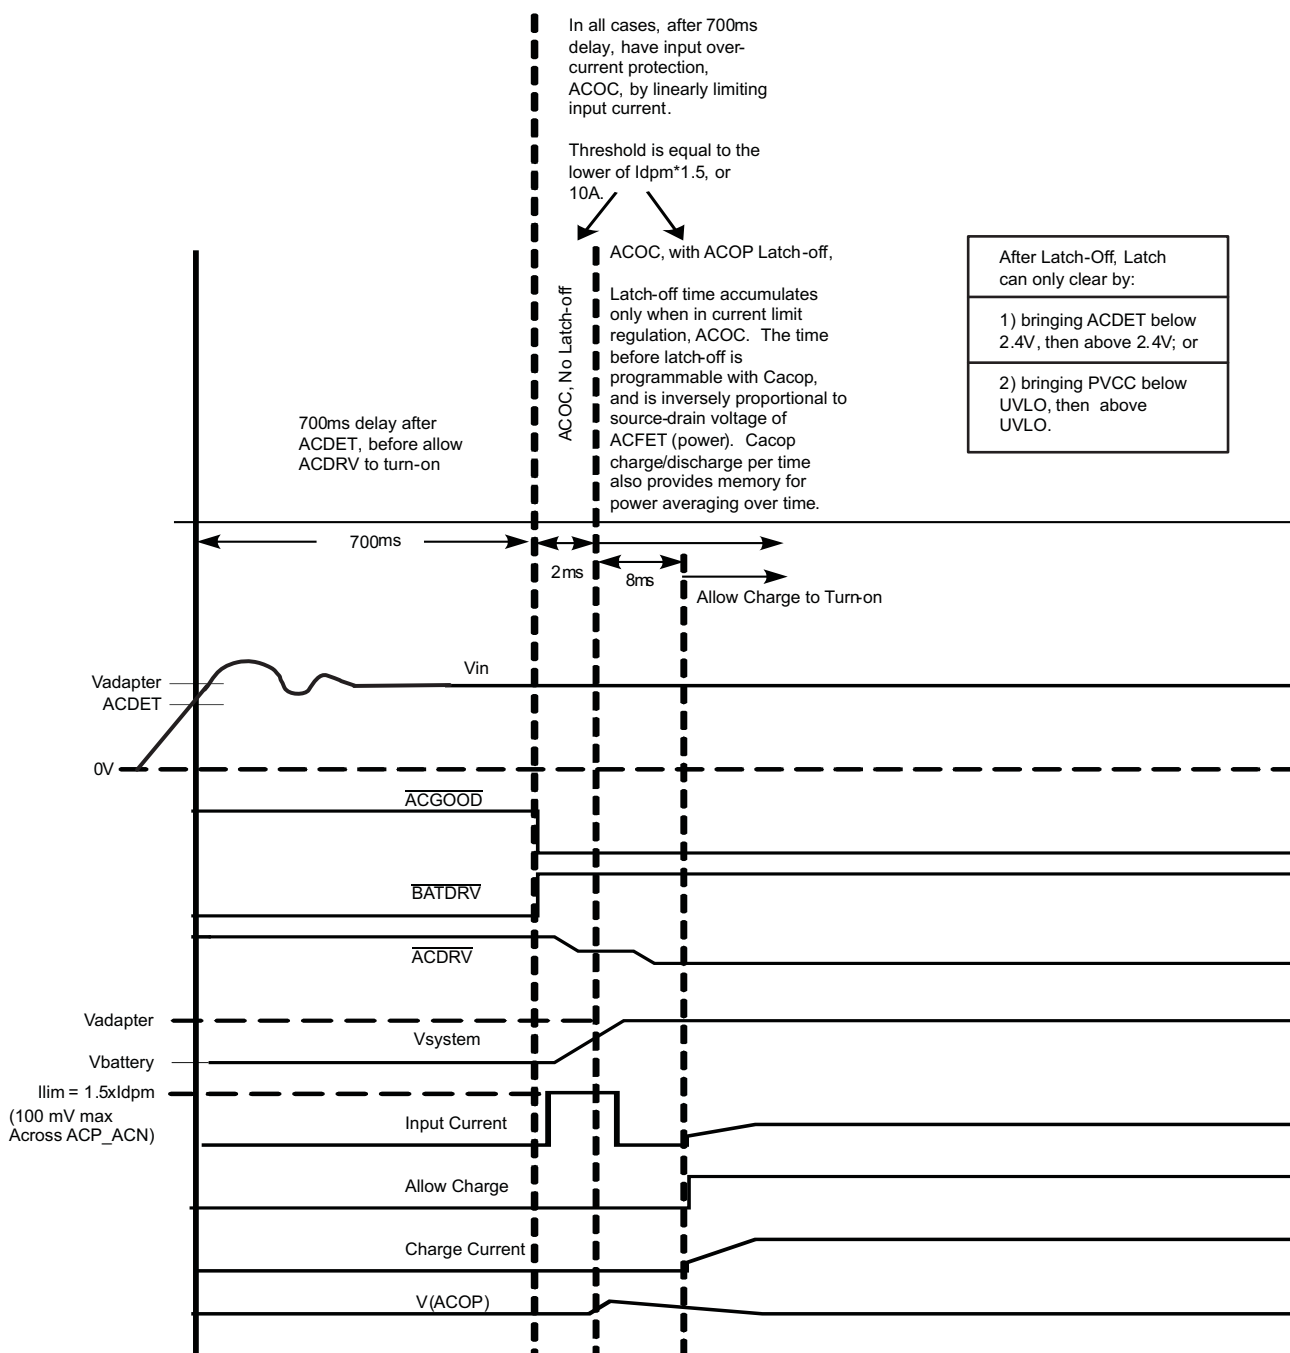 In all cases, after 700ms
delay, have input over-
current protection,
ACOC, by linearly limiting
input current.
Threshold is equal to the
lower of Idpm*1.5, or
10A.
ACOC, No Latch-off
ACOC, with ACOP Latch-off,
Latch-off time accumulates
only when in current limit
regulation, ACOC. The time
before latch-off is
programmable with Cacop,
and is inversely proportional to
source-drain voltage of
ACFET (power). Cacop
charge/discharge per time
also provides memory for
power averaging over time.
After Latch-Off, Latch
can only clear by:
1) bringing ACDET below
2.4V, then above 2.4V; or
2) bringing PVCC below
UVLO, then above
UVLO.
700ms delay after
ACDET, before allow
ACDRV to turn-on
700ms
2ms
8ms
Allow Charge to Turn-on
Vin
Vadapter
ACDET
0V
ACGOOD
BATDRV
ACDRV
Vadapter
Vsystem
Vbattery
Ilim = 1.5xIdpm
(100 mV max
Across ACP_ACN)
Input Current
Allow Charge
Charge Current
V(ACOP)